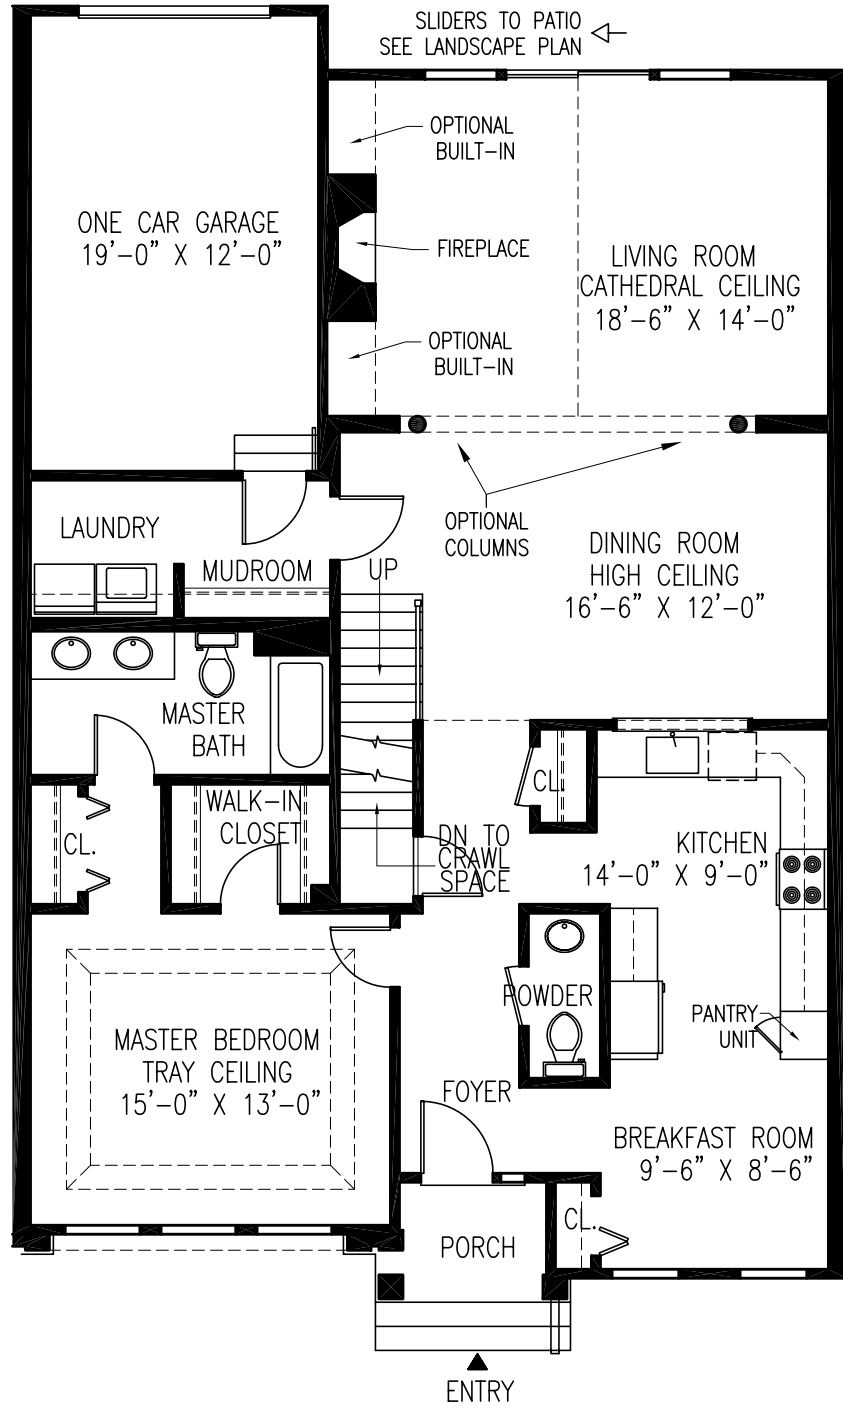 SLIDERS TO PATIO
SEE LANDSCAPE PLAN
OPTIONAL
BUILT-IN
ONE CAR GARAGE
19'-0" X 12'-0"
FIREPLACE
LIVING ROOM
CATHEDRAL CEILING
18'-6" X 14'-0"
OPTIONAL
BUILT-IN
OPTIONAL
COLUMNS
LAUNDRY
MUDROOM
UP
DINING ROOM
HIGH CEILING
16'-6" X 12'-0"
MASTER
BATH
WALK-IN
CLOSET
CL.
CL.
DN TO
CRAWL
SPACE
KITCHEN
14'-0" X 9'-0"
POWDER
PANTRY
UNIT
MASTER BEDROOM
TRAY CEILING
15'-0" X 13'-0"
FOYER
BREAKFAST ROOM
9'-6" X 8'-6"
CL.
PORCH
ENTRY